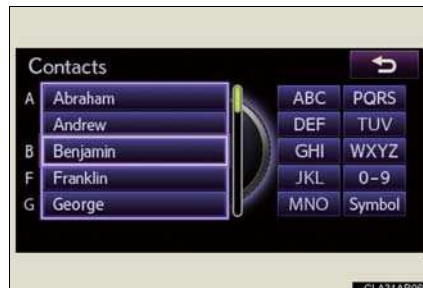 Contacts
A Abraham
Andrew
B Benjamin
F Franklin
G George
ABC PQRS
DEF TUV
GHI WXYZ
JKL 0-9
MNO Symbol